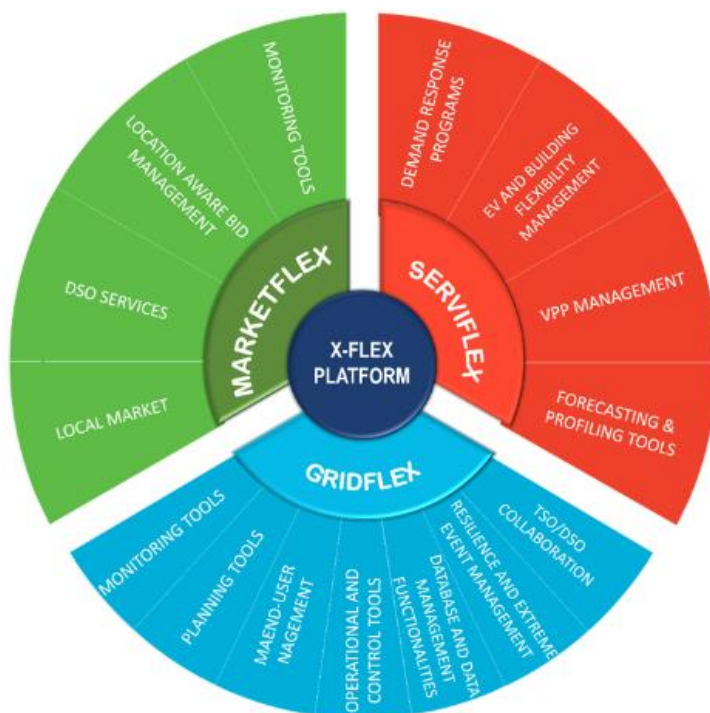 MONITORING TOOLS
LOCATION AWARE BID
MANAGEMENT
DSO SERVICES
LOCAL MARKET
MARKETFLEX
DEMAND RESPONSE
PROGRAMS
EV AND BUILDING
FLEXIBILITY
MANAGEMENT
VPP MANAGEMENT
FORECASTING &
PROFILING TOOLS
SERVIFLEX
X-FLEX
PLATFORM
GRIDFLEX
MONITORING TOOLS
PLANNING TOOLS
MAEND-USER
NAGEMENT
OPERATIONAL AND
CONTROL TOOLS
DATABASE AND DATA
MANAGEMENT
FUNCTIONALITIES
RESILIENCE AND EXTREME
EVENT MANAGEMENT
TSO/DSO
COLLABORATION